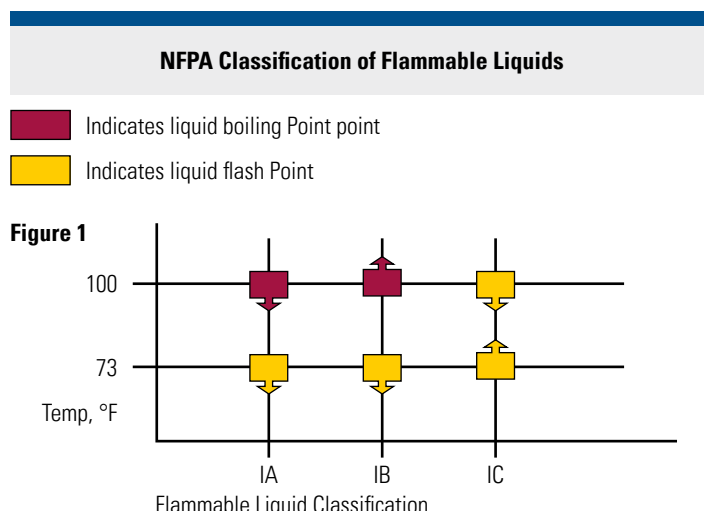 NFPA Classification of Flammable Liquids
Indicates liquid boiling Point point
Indicates liquid flash Point
Figure 1
100
73
Temp, °F
IA IB IC
Flammable Liquid Classification